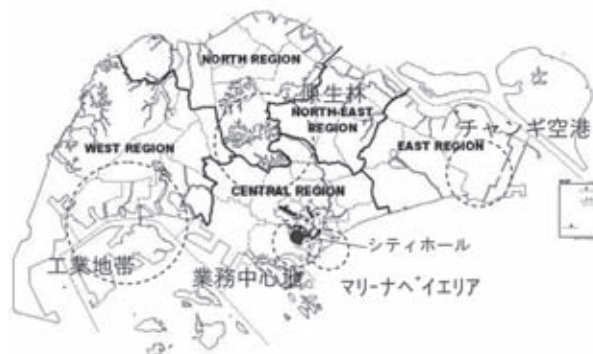 NORTH REGION
原生林
NORTH-EAST
REGION
チャンギ空港
WEST REGION
EAST REGION
CENTRAL REGION
シティホール
工業地帯
業務中心地
マリーナベイエリア